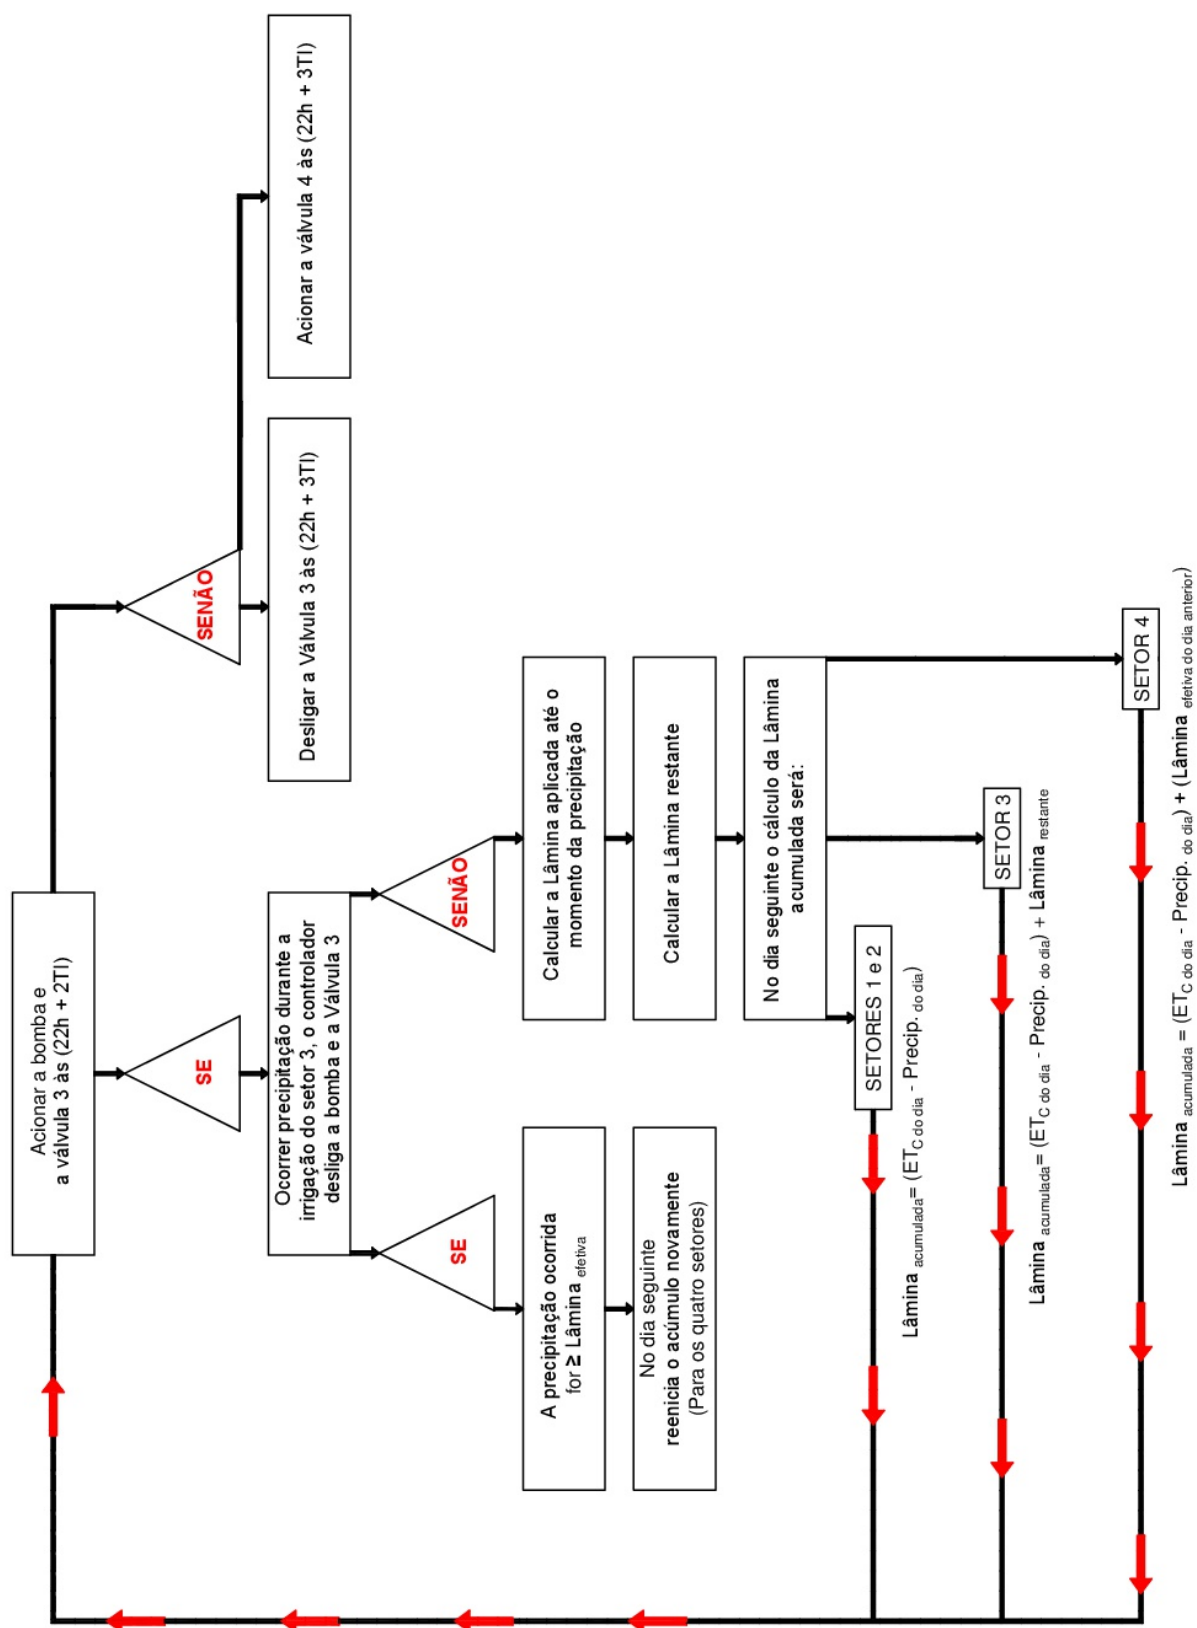 Acionar a bomba e
a válvula 3 às (22h + 2TI)
SE
SENÃO
Ocorrer precipitação durante a
irrigação do setor 3, o controlador
desliga a bomba e a Válvula 3
Desligar a Válvula 3 às (22h + 3TI)
Acionar a válvula 4 às (22h + 3TI)
SE
SENÃO
A precipitação ocorrida
for ≥ Lâmina efetiva
No dia seguinte
reenicia o acúmulo novamente
(Para os quatro setores)
Calcular a Lâmina aplicada até o
momento da precipitação
Calcular a Lâmina restante
No dia seguinte o cálculo da Lâmina
acumulada será:
SETORES 1 e 2
Lâmina acumulada= (ETC do dia - Precip. do dia)
SETOR 3
Lâmina acumulada= (ETC do dia - Precip. do dia) + Lâmina restante
SETOR 4
Lâmina acumulada = (ETC do dia - Precip. do dia) + (Lâmina efetiva do dia anterior)